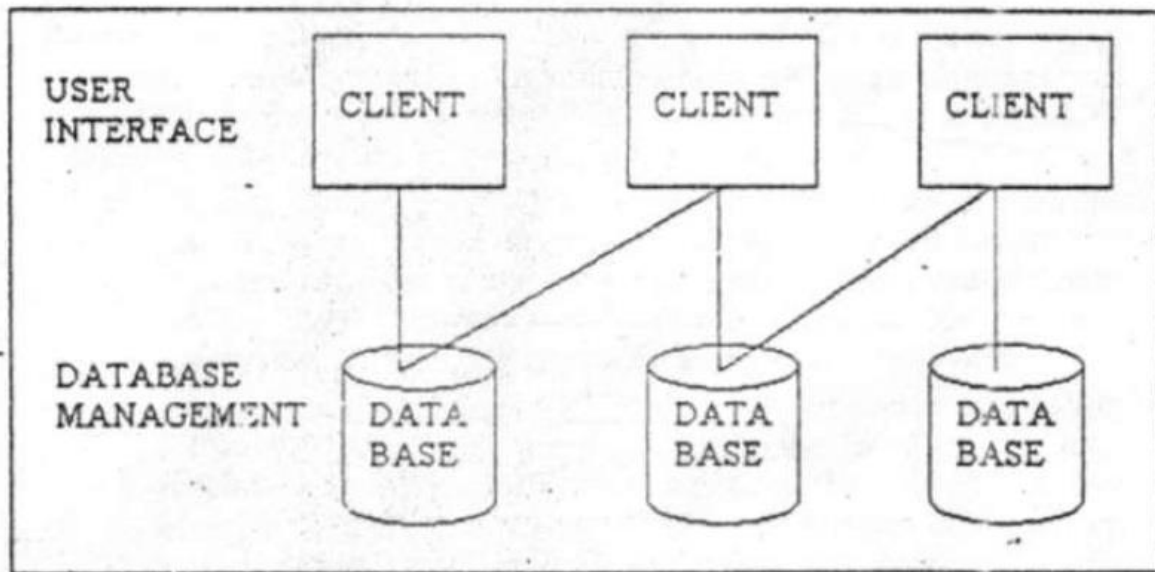 USER
INTERFACE
CLIENT
CLIENT
CLIENT
DATABASE
MANAGEMENT
DATA
BASE
DATA
BASE
DATA
BASE